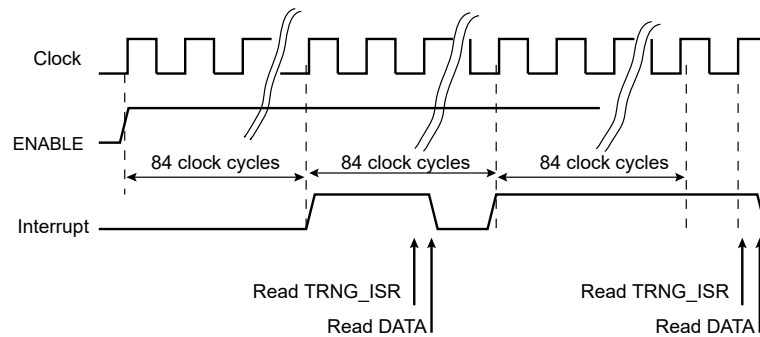 Clock
ENABLE
84 clock cycles 84 clock cycles 84 clock cycles
Interrupt
Read TRNG_ISR Read TRNG_ISR
Read DATA Read DATA